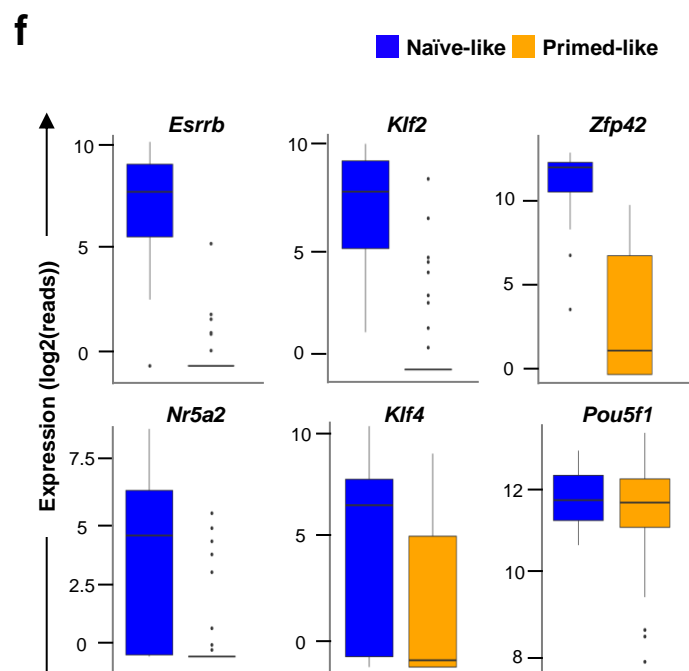 f
Naïve-like Primed-like
Esrrb Klf2 Zfp42
10 5 0
10 5 0
10 5 0
Expression (log2(reads))
Nr5a2 Klf4 Pou5f1
7.5 5 2.5 0
10 5 0
12 10 8